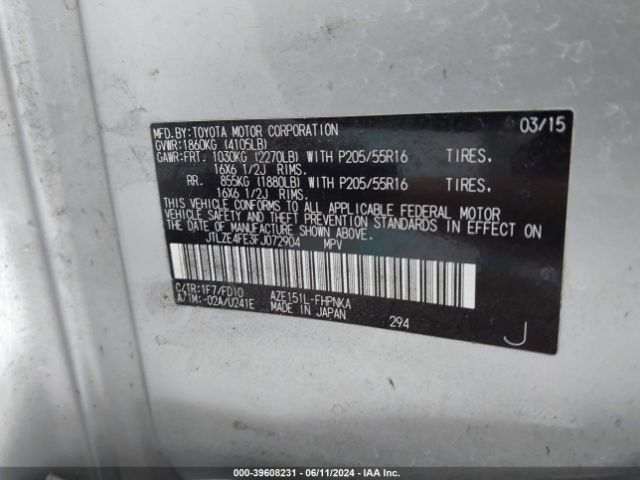 MFD.BY:TOYOTA MOTOR CORPORATION 03/15
GVWR:1860KG (4105LB)
GAWR:FRT. 1030KG (2270LB) WITH P205/55R16 TIRES.
16X6 1/2J RIMS.
RR. 855KG (1880LB) WITH P205/55R16 TIRES.
16X6 1/2J RIMS.
THIS VEHICLE CONFORMS TO ALL APPLICABLE FEDERAL MOTOR
VEHICLE SAFETY AND THEFT PREVENTION STANDARDS IN EFFECT ON
THE DATE OF MANUFACTURE SHOWN ABOVE.
JTLZE4FE3FJ072904 MPV
C/TR:1F7/FD10 AZE151L-FHPNKA
A/TM:-02A/U241E MADE IN JAPAN
294 J
000-39608231 - 06/11/2024 - IAA Inc.